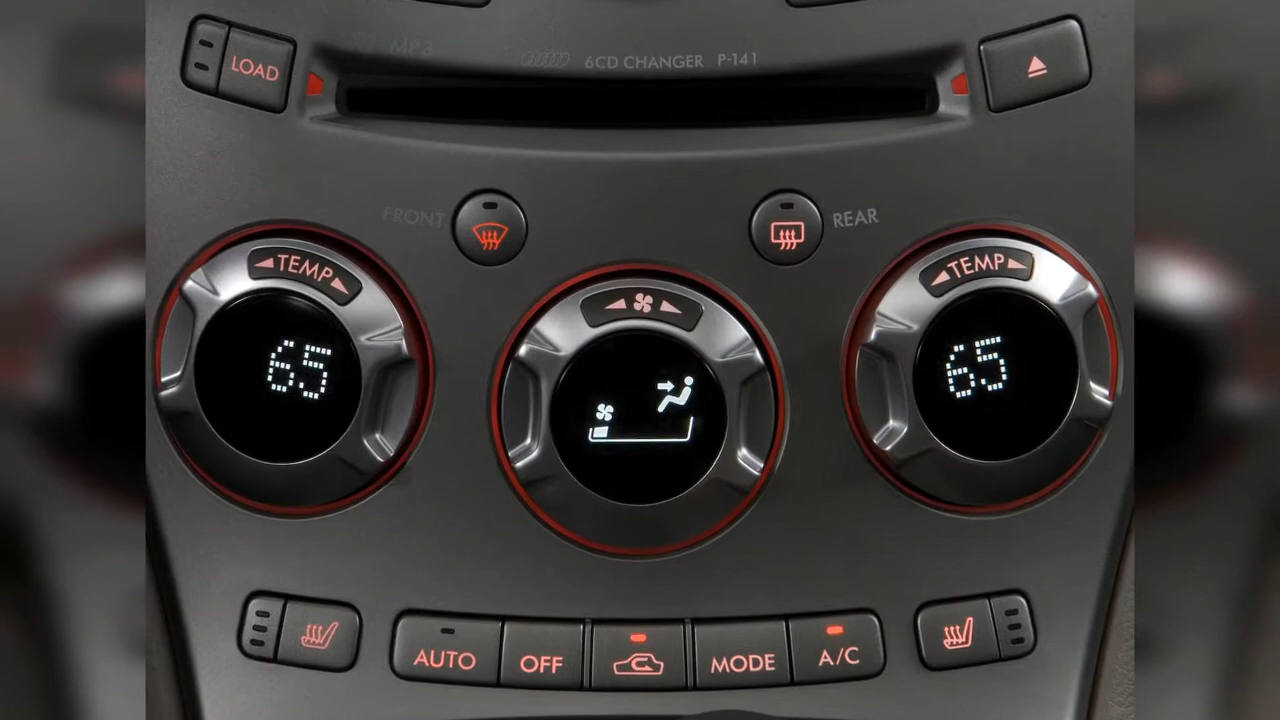 MP3
6CD CHANGER P-141
LOAD
FRONT
REAR
TEMP
TEMP
65
65
AUTO
OFF
MODE
A/C